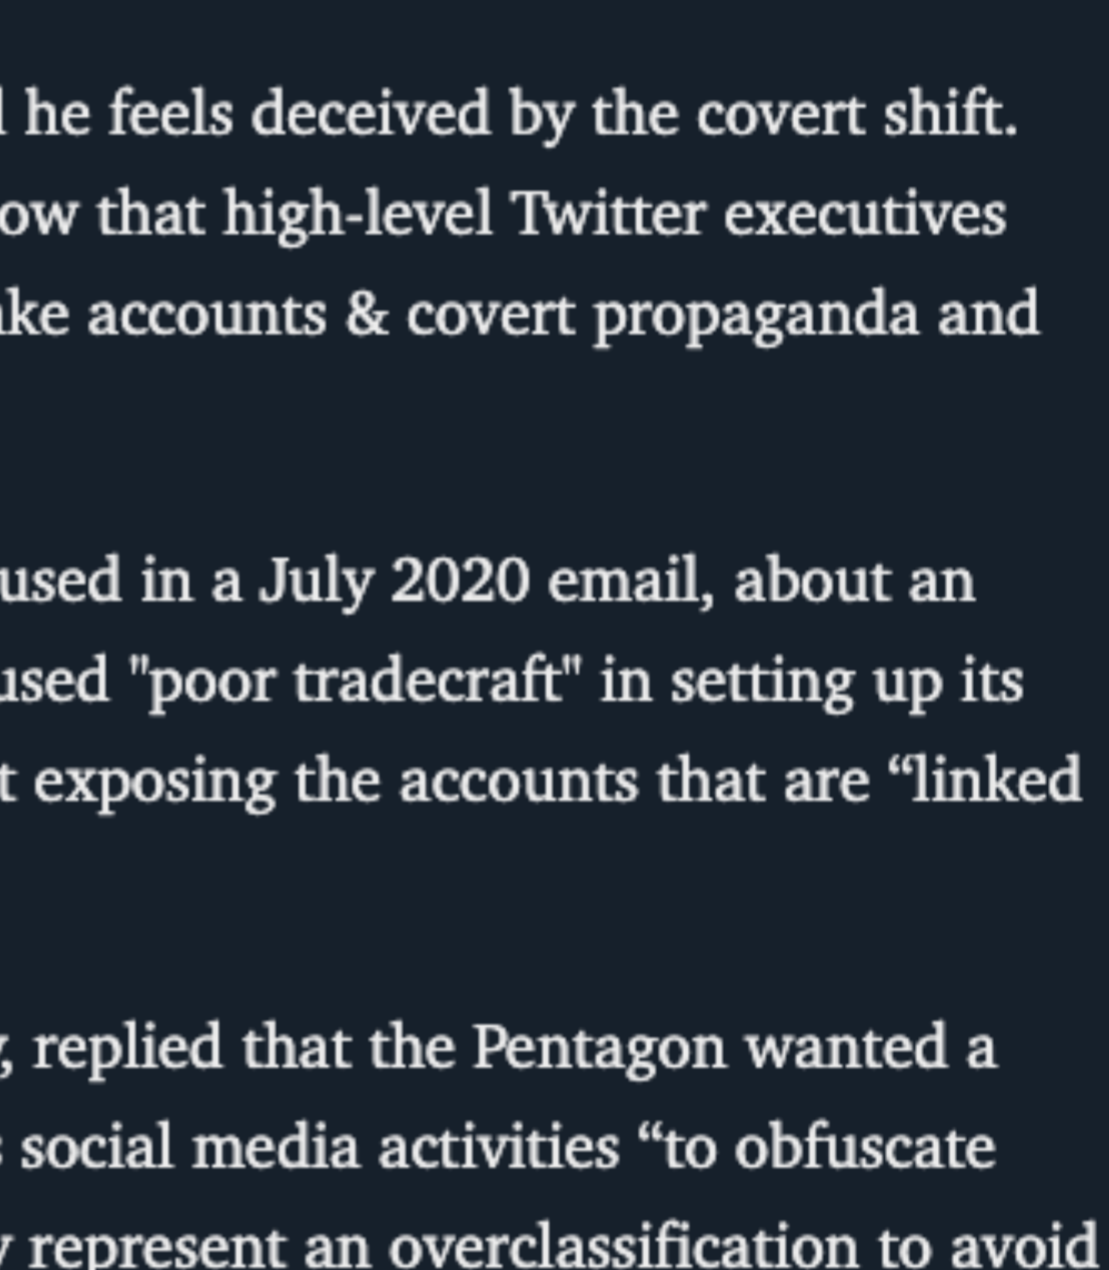 he feels deceived by the covert shift.
that high-level Twitter executives
accounts & covert propaganda and
used in a July 2020 email, about an
used "poor tradecraft" in setting up its
exposing the accounts that are “linked
replied that the Pentagon wanted a
social media activities “to obfuscate
represent an overclassification to avoid